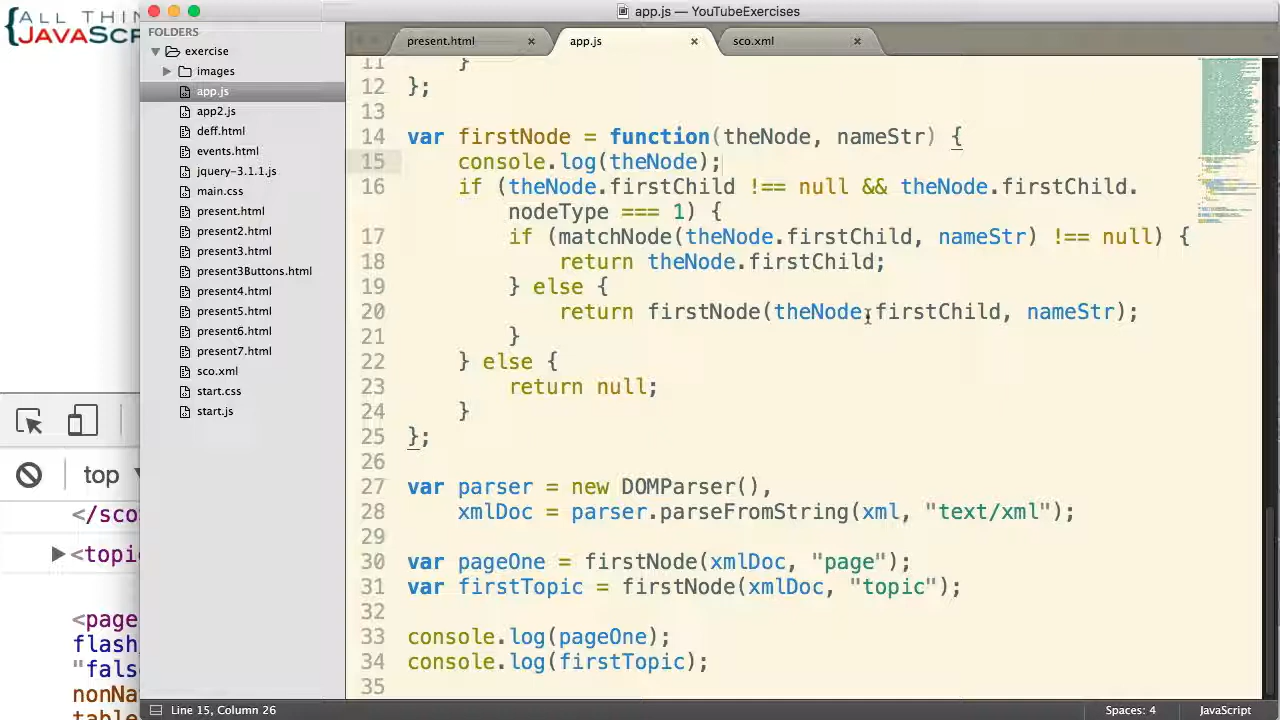 ALL THIN
JAVASCR
app.js — YouTubeExercises
FOLDERS
exercise
images
app.js
app2.js
deff.html
events.html
jquery-3.1.1.js
main.css
present.html
present2.html
present3.html
present3Buttons.html
present4.html
present5.html
present6.html
present7.html
sco.xml
start.css
start.js
present.html × app.js × sco.xml ×
11 }
12 };
13
14 var firstNode = function(theNode, nameStr) {
15 console.log(theNode);
16 if (theNode.firstChild !== null && theNode.firstChild.
nodeType === 1) {
17 if (matchNode(theNode.firstChild, nameStr) !== null) {
18 return theNode.firstChild;
19 } else {
20 return firstNode(theNode.firstChild, nameStr);
21 }
22 } else {
23 return null;
24 }
25 };
26
27 var parser = new DOMParser(),
28 xmlDoc = parser.parseFromString(xml, "text/xml");
29
30 var pageOne = firstNode(xmlDoc, "page");
31 var firstTopic = firstNode(xmlDoc, "topic");
32
33 console.log(pageOne);
34 console.log(firstTopic);
35
top
</sco
<topi
<page
flash
"fals
nonNa
table
Line 15, Column 26
Spaces: 4
JavaScript